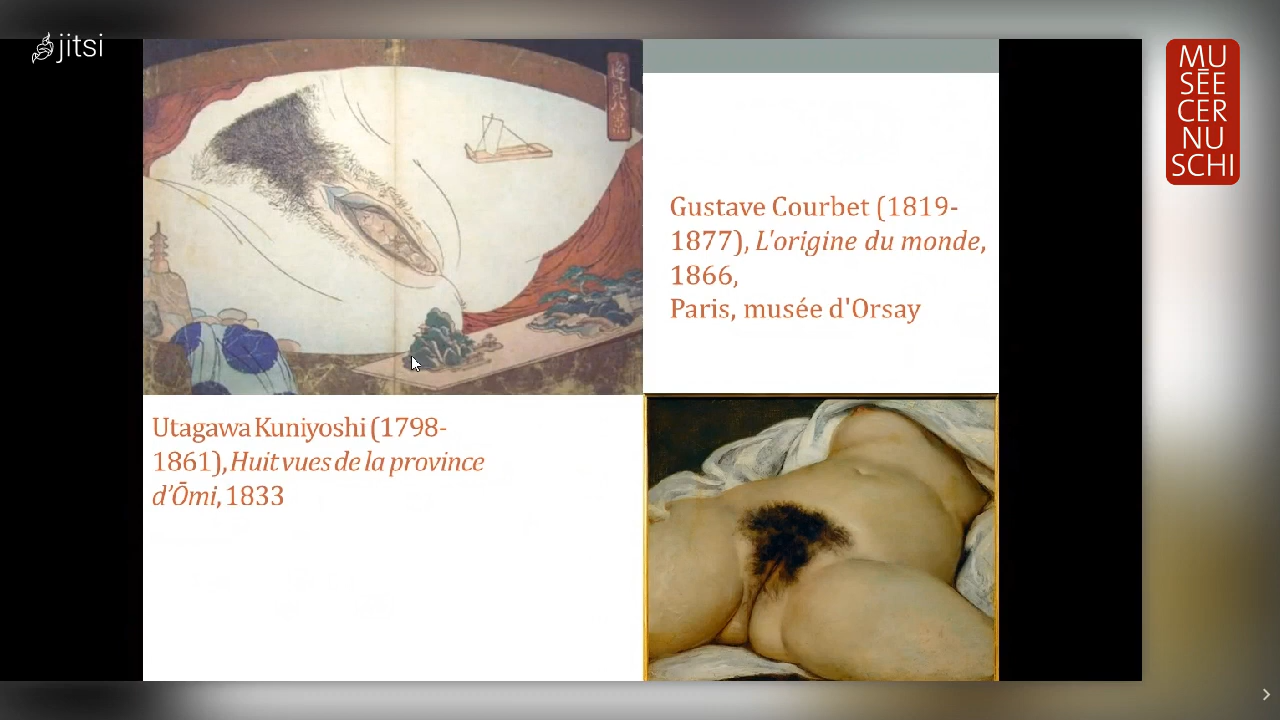 jitsi
MU
SÉE
CER
NU
SCHI
Gustave Courbet (1819-
1877), L'origine du monde,
1866,
Paris, musée d'Orsay
Utagawa Kuniyoshi (1798-
1861), Huit vues de la province
d'Ōmi, 1833